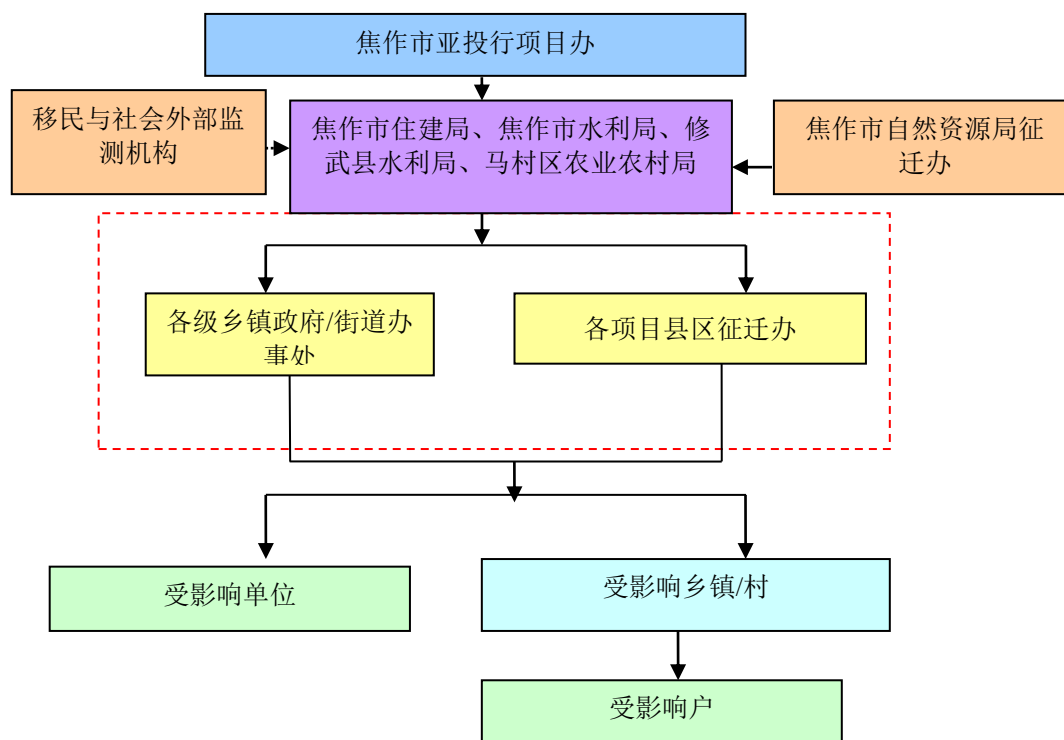 焦作市亚投行项目办
移民与社会外部监
测机构
焦作市住建局、焦作市水利局、修
武县水利局、马村区农业农村局
焦作市自然资源局征
迁办
各级乡镇政府/街道办
事处
各项目县区征迁办
受影响单位
受影响乡镇/村
受影响户